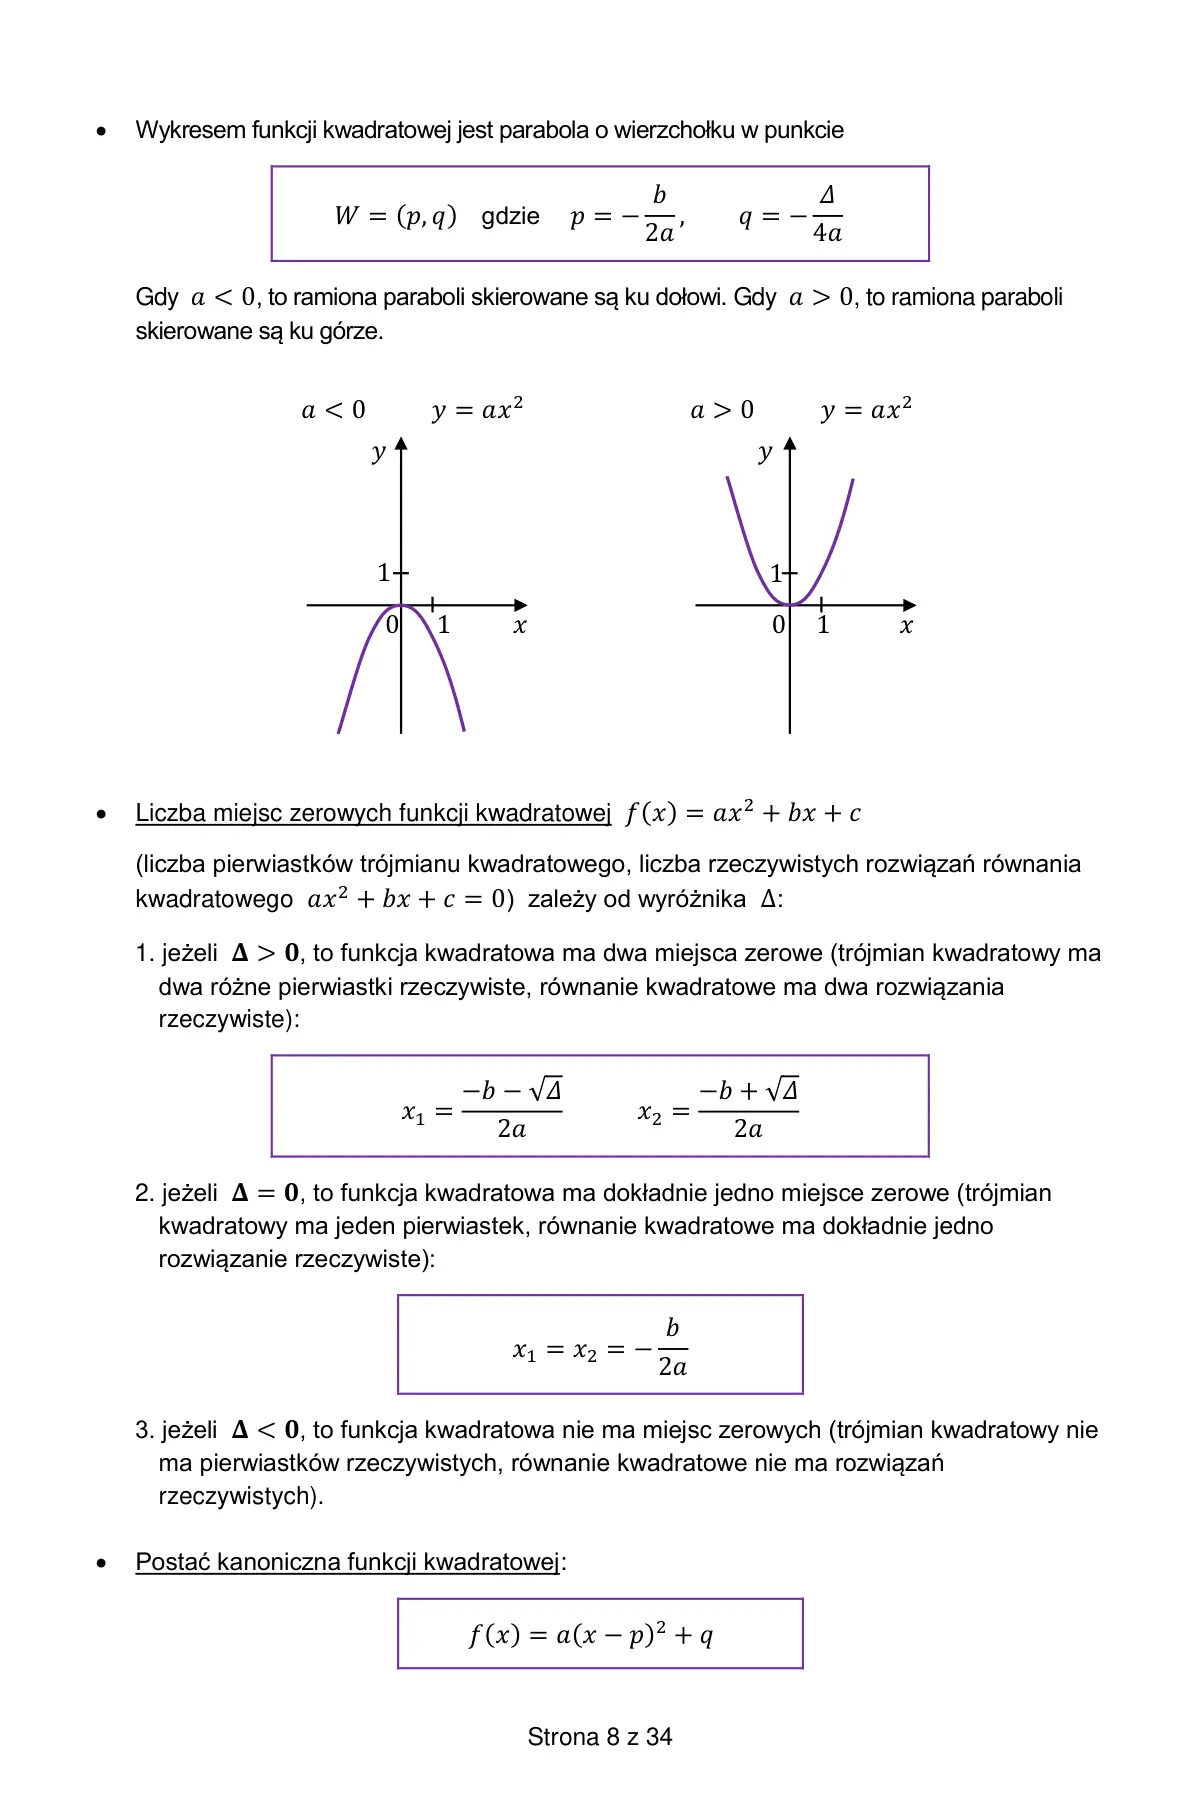 • Wykresem funkcji kwadratowej jest parabola o wierzchołku w punkcie
W = (p, q) gdzie p = −b/2a, q = −Δ/4a
Gdy a < 0, to ramiona paraboli skierowane są ku dołowi. Gdy a > 0, to ramiona paraboli
skierowane są ku górze.
a < 0 y = ax² a > 0 y = ax²
y y
1 1
0 1 x 0 1 x
• Liczba miejsc zerowych funkcji kwadratowej f(x) = ax² + bx + c
(liczba pierwiastków trójmianu kwadratowego, liczba rzeczywistych rozwiązań równania
kwadratowego ax² + bx + c = 0) zależy od wyróżnika Δ:
1. jeżeli Δ > 0, to funkcja kwadratowa ma dwa miejsca zerowe (trójmian kwadratowy ma
dwa różne pierwiastki rzeczywiste, równanie kwadratowe ma dwa rozwiązania
rzeczywiste):
x₁ = (−b − √Δ)/2a x₂ = (−b + √Δ)/2a
2. jeżeli Δ = 0, to funkcja kwadratowa ma dokładnie jedno miejsce zerowe (trójmian
kwadratowy ma jeden pierwiastek, równanie kwadratowe ma dokładnie jedno
rozwiązanie rzeczywiste):
x₁ = x₂ = −b/2a
3. jeżeli Δ < 0, to funkcja kwadratowa nie ma miejsc zerowych (trójmian kwadratowy nie
ma pierwiastków rzeczywistych, równanie kwadratowe nie ma rozwiązań
rzeczywistych).
• Postać kanoniczna funkcji kwadratowej:
f(x) = a(x − p)² + q
Strona 8 z 34